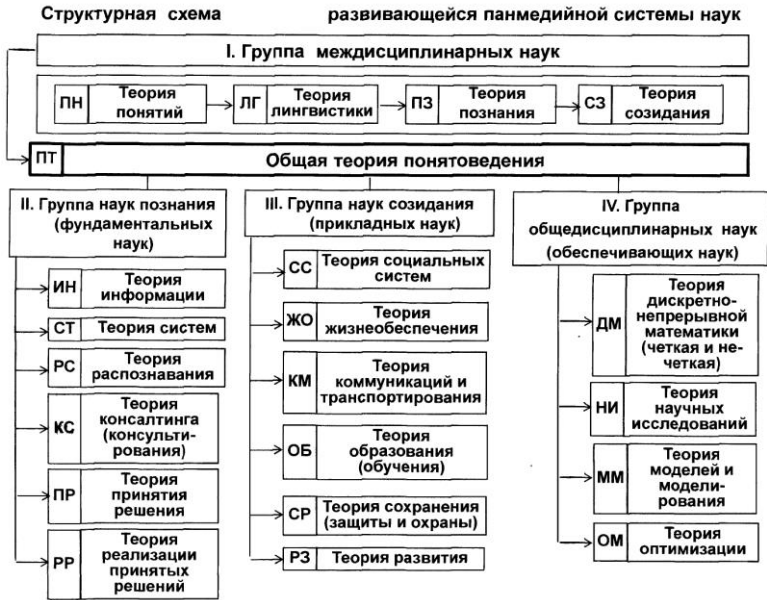 Структурная схема развивающейся панмедийной системы наук
I. Группа междисциплинарных наук
ПН
Теория
понятий
ЛГ
Теория
лингвистики
ПЗ
Теория
познания
СЗ
Теория
созидания
ПТ
Общая теория понятоведения
II. Группа наук познания
(фундаментальных
наук)
ИН
Теория
информации
СТ
Теория систем
РС
Теория
распознавания
КС
Теория
консалтинга
(консульти-
рования)
ПР
Теория
принятия
решения
РР
Теория
реализации
принятых
решений
III. Группа наук созидания
(прикладных наук)
СС
Теория социальных
систем
ЖО
Теория
жизнеобеспечения
КМ
Теория
коммуникаций и
транспортирования
ОБ
Теория
образования
(обучения)
СР
Теория сохранения
(защиты и охраны)
РЗ
Теория развития
IV. Группа
общедисциплинарных наук
(обеспечивающих наук)
ДМ
Теория
дискретно-
непрерывной
математики
(четкая и не-
четкая)
НИ
Теория
научных
исследований
ММ
Теория
моделей и
модели-
рования
ОМ
Теория
оптимизации